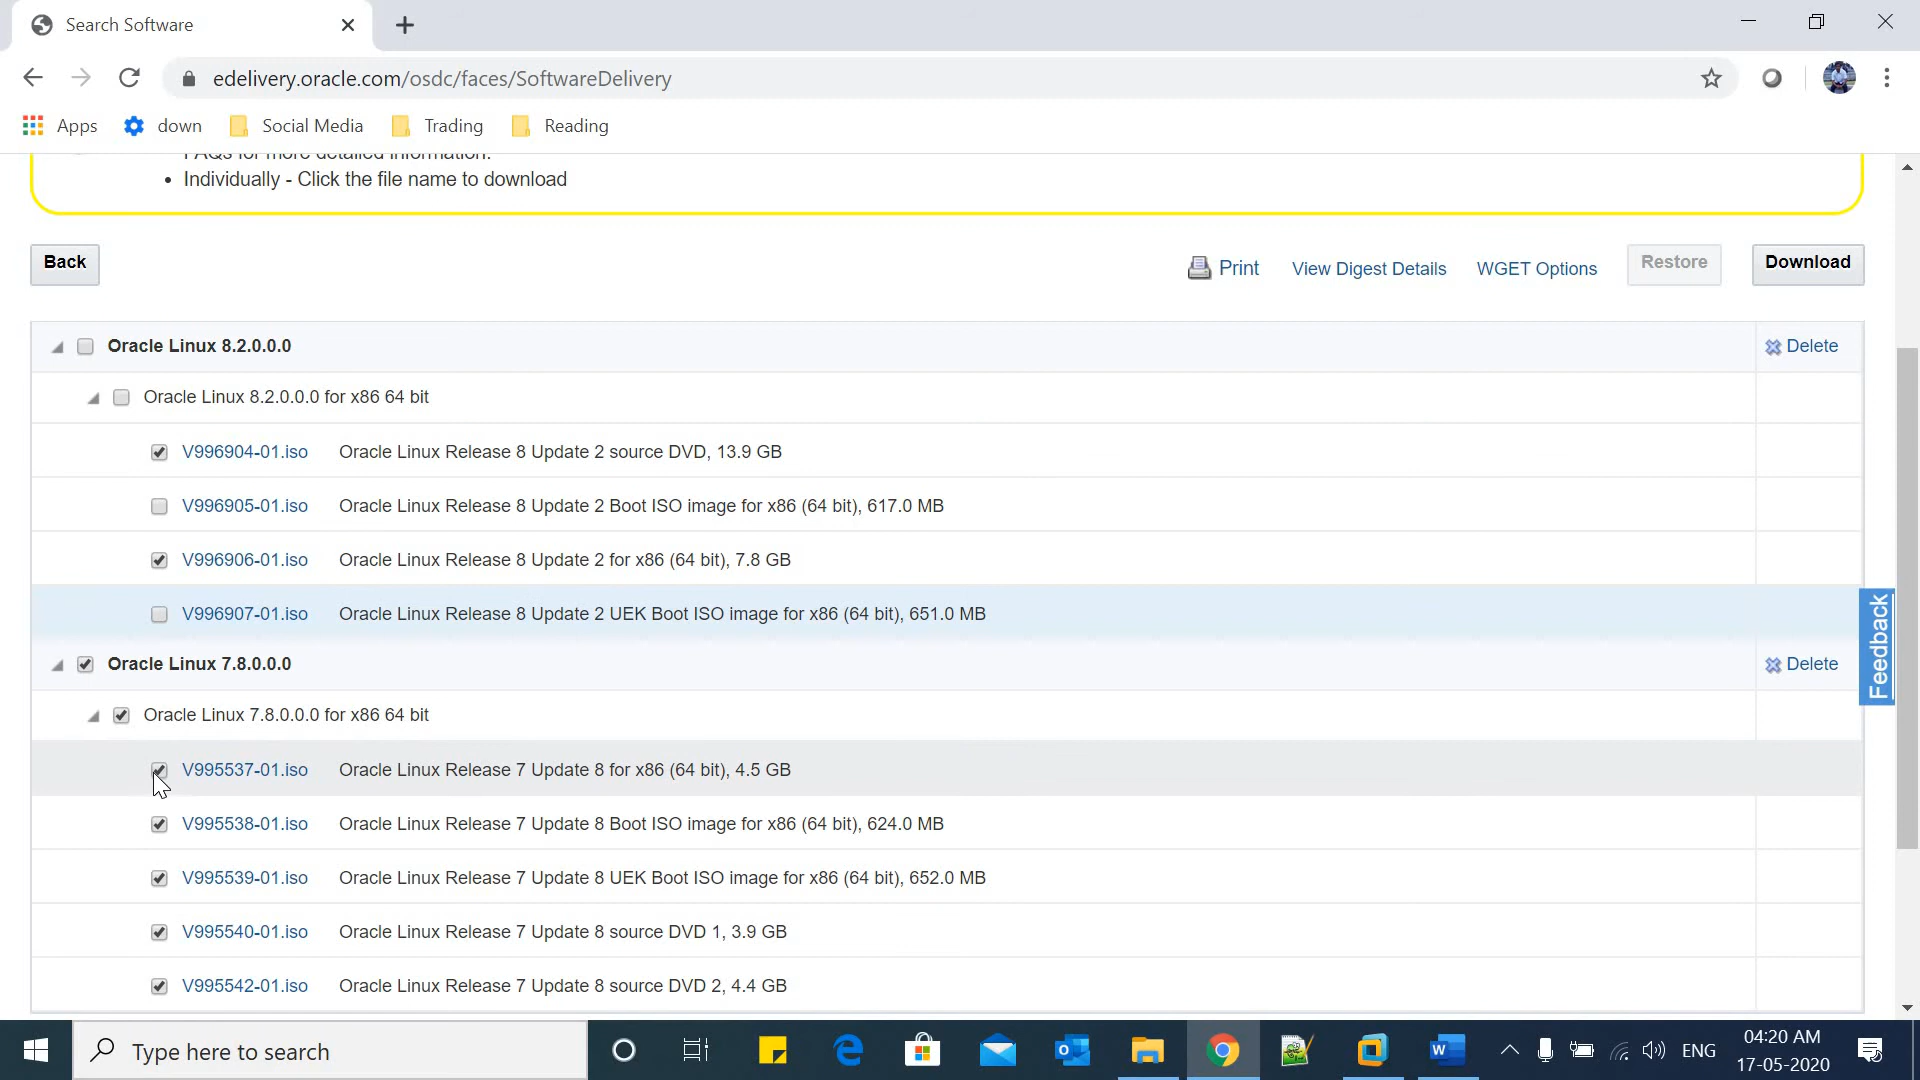 Search Software
edelivery.oracle.com/osdc/faces/SoftwareDelivery
Apps down Social Media Trading Reading
FAQs for more detailed information.
• Individually - Click the file name to download
Back Print View Digest Details WGET Options Restore Download
Oracle Linux 8.2.0.0.0 Delete
Oracle Linux 8.2.0.0.0 for x86 64 bit
V996904-01.iso Oracle Linux Release 8 Update 2 source DVD, 13.9 GB
V996905-01.iso Oracle Linux Release 8 Update 2 Boot ISO image for x86 (64 bit), 617.0 MB
V996906-01.iso Oracle Linux Release 8 Update 2 for x86 (64 bit), 7.8 GB
V996907-01.iso Oracle Linux Release 8 Update 2 UEK Boot ISO image for x86 (64 bit), 651.0 MB
Feedback
Oracle Linux 7.8.0.0.0 Delete
Oracle Linux 7.8.0.0.0 for x86 64 bit
V995537-01.iso Oracle Linux Release 7 Update 8 for x86 (64 bit), 4.5 GB
V995538-01.iso Oracle Linux Release 7 Update 8 Boot ISO image for x86 (64 bit), 624.0 MB
V995539-01.iso Oracle Linux Release 7 Update 8 UEK Boot ISO image for x86 (64 bit), 652.0 MB
V995540-01.iso Oracle Linux Release 7 Update 8 source DVD 1, 3.9 GB
V995542-01.iso Oracle Linux Release 7 Update 8 source DVD 2, 4.4 GB
Type here to search
ENG
04:20 AM
17-05-2020